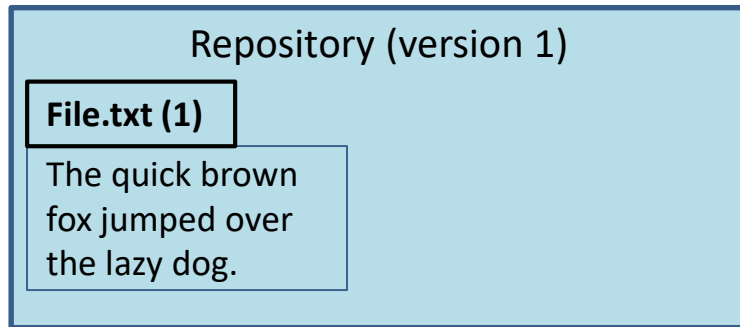 Repository (version 1)
File.txt (1)
The quick brown
fox jumped over
the lazy dog.